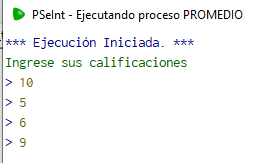 PSeInt - Ejecutando proceso PROMEDIO
*** Ejecución Iniciada. ***
Ingrese sus calificaciones
> 10
> 5
> 6
> 9